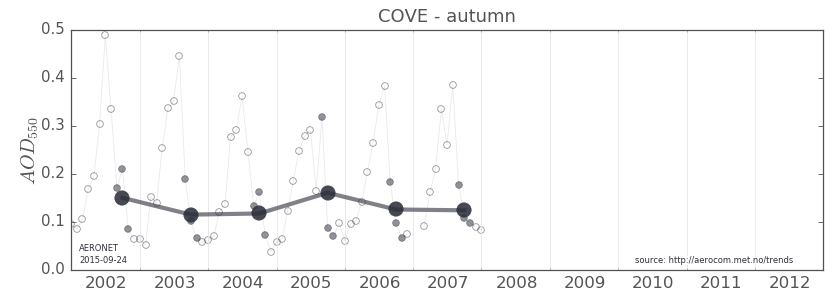 COVE - autumn
0.5
0.4
0.3
0.2
0.1
0.0
AOD550
AERONET
2015-09-24
source: http://aerocom.met.no/trends
2002 2003 2004 2005 2006 2007 2008 2009 2010 2011 2012